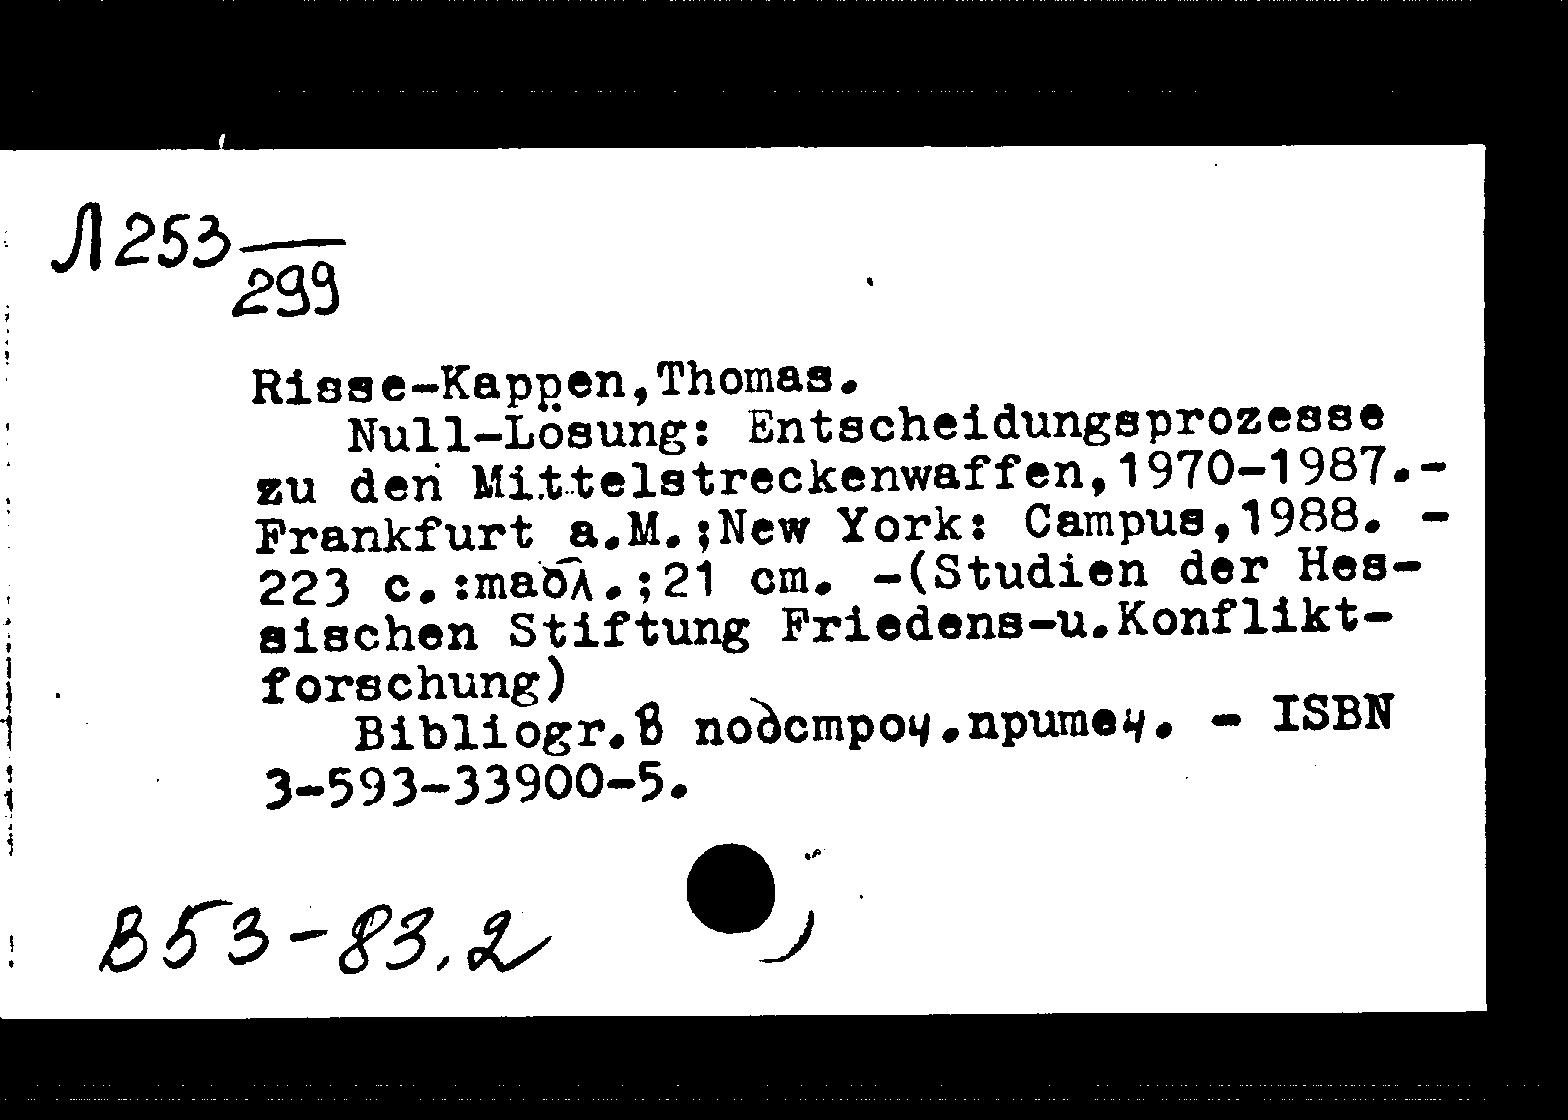 Л253
299
Risse-Kappen,Thomas.
Null-Lösung: Entscheidungsprozesse
zu den Mittelstreckenwaffen,1970-1987.-
Frankfurt a.M.;New York: Campus,1988. -
223 c.:табл.;21 cm. -(Studien der Hes-
sischen Stiftung Friedens-u.Konflikt-
forschung)
Bibliogr.в подстроч.примеч. - ISBN
3-593-33900-5.
В53-83,2